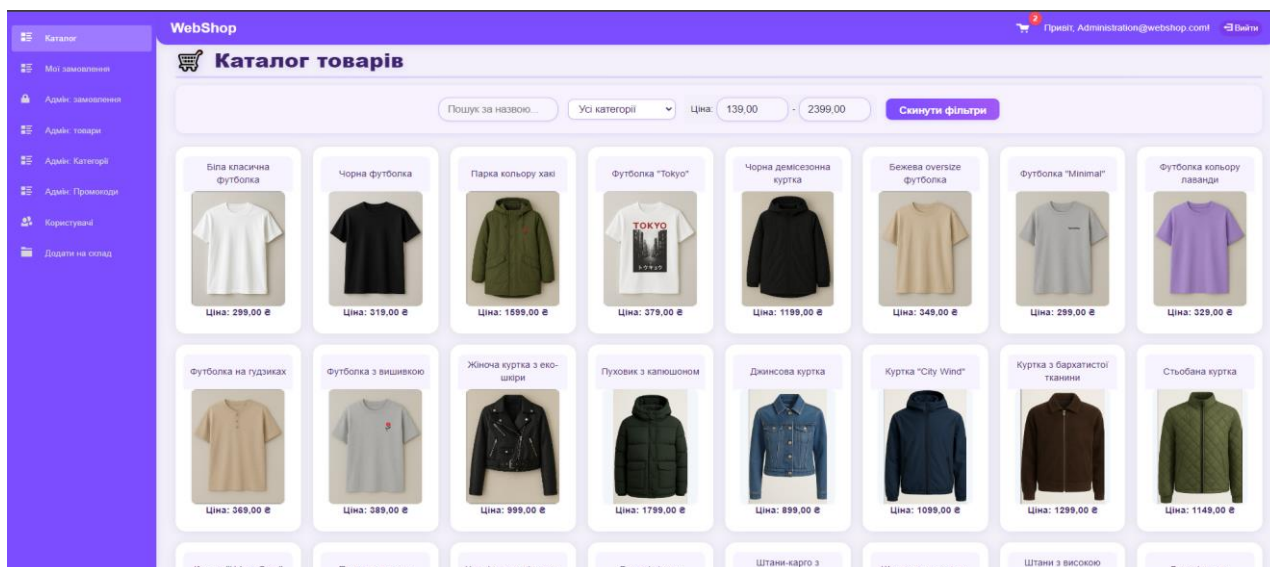 WebShop
2
Привіт, Administration@webshop.com!
Вийти
Каталог
Мої замовлення
Адмін: замовлення
Адмін: товари
Адмін: Категорії
Адмін: Промокоди
Користувачі
Додати на склад
Каталог товарів
Пошук за назвою...
Усі категорії
Ціна: 139,00 - 2399,00
Скинути фільтри
Біла класична
футболка
Ціна: 299,00 ₴
Чорна футболка
Ціна: 319,00 ₴
Парка кольору хакі
Ціна: 1599,00 ₴
Футболка "Tokyo"
TOKYO
Ціна: 379,00 ₴
Чорна демісезонна
куртка
Ціна: 1199,00 ₴
Бежева oversize
футболка
Ціна: 349,00 ₴
Футболка "Minimal"
Ціна: 299,00 ₴
Футболка кольору
лаванди
Ціна: 329,00 ₴
Футболка на гудзиках
Ціна: 369,00 ₴
Футболка з вишивкою
Ціна: 389,00 ₴
Жіноча куртка з еко-
шкіри
Ціна: 999,00 ₴
Пуховик з капюшоном
Ціна: 1799,00 ₴
Джинсова куртка
Ціна: 899,00 ₴
Куртка "City Wind"
Ціна: 1099,00 ₴
Куртка з бархатистої
тканини
Ціна: 1299,00 ₴
Стьобана куртка
Ціна: 1149,00 ₴
Штани-карго з
Штани з високою